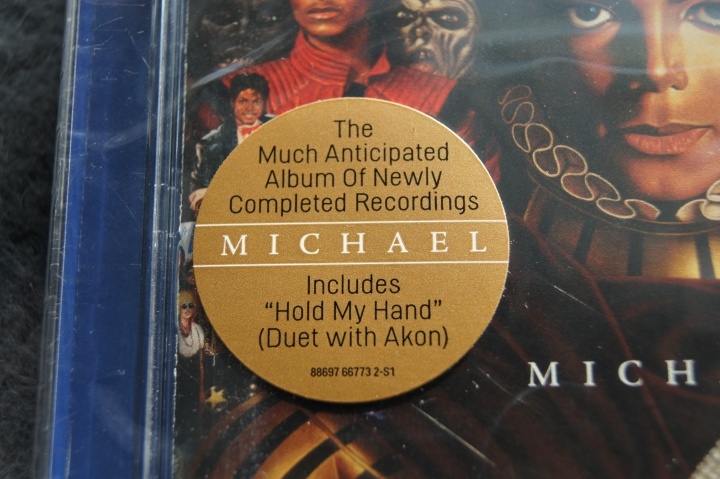 The
Much Anticipated
Album Of Newly
Completed Recordings
MICHAEL
Includes
“Hold My Hand”
(Duet with Akon)
88697 66773 2-S1
MICH